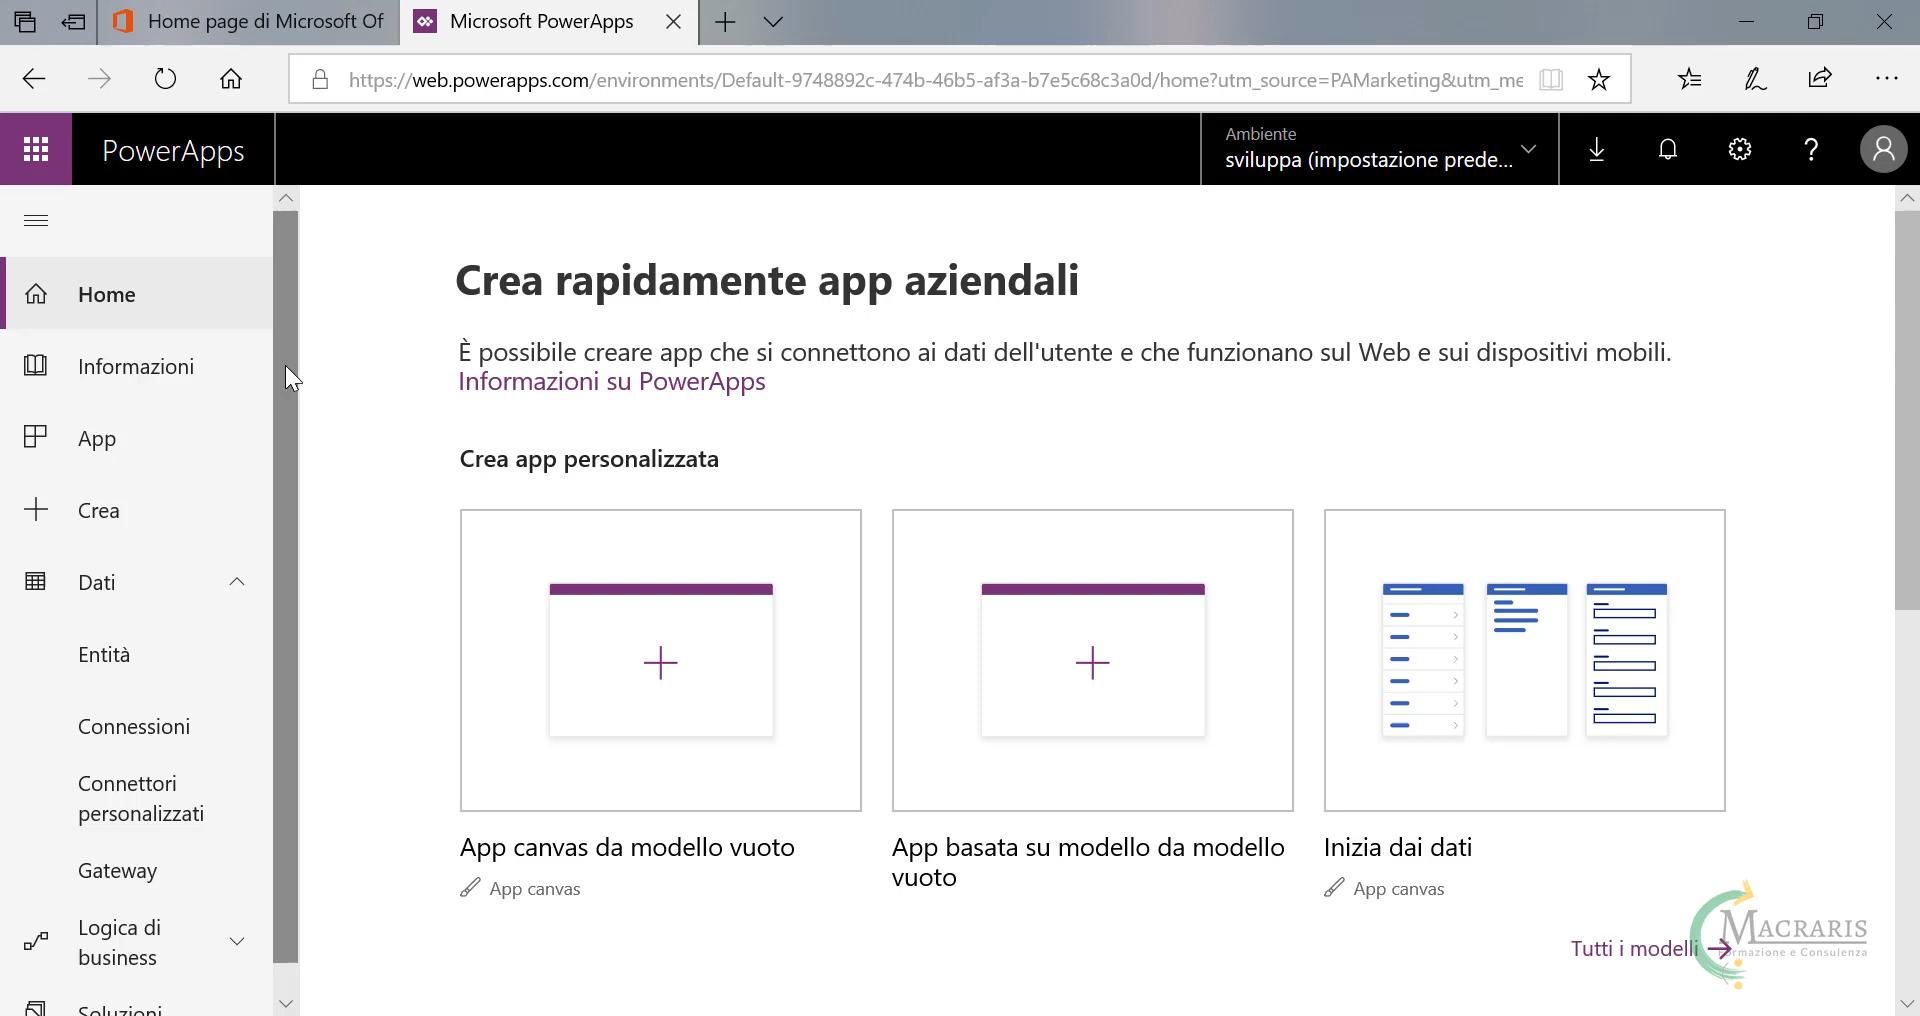 Home page di Microsoft Of
Microsoft PowerApps
https://web.powerapps.com/environments/Default-9748892c-474b-46b5-af3a-b7e5c68c3a0d/home?utm_source=PAMarketing&utm_me
PowerApps
Ambiente
sviluppa (impostazione prede...
Home
Informazioni
App
Crea
Dati
Entità
Connessioni
Connettori
personalizzati
Gateway
Logica di
business
Soluzioni
Crea rapidamente app aziendali
È possibile creare app che si connettono ai dati dell'utente e che funzionano sul Web e sui dispositivi mobili.
Informazioni su PowerApps
Crea app personalizzata
App canvas da modello vuoto
App canvas
App basata su modello da modello
vuoto
Inizia dai dati
App canvas
Tutti i modelli
MACRARIS
Formazione e Consulenza